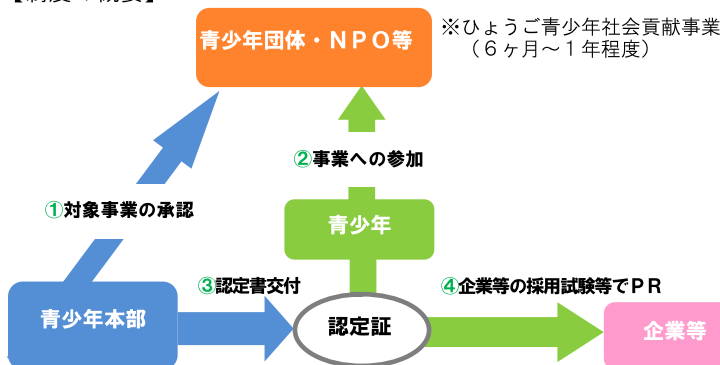 【制度の概要】
青少年団体・ＮＰＯ等
※ひょうご青少年社会貢献事業
（６ヶ月～１年程度）
②事業への参加
①対象事業の承認
青少年
③認定書交付
④企業等の採用試験等でＰＲ
青少年本部
認定証
企業等